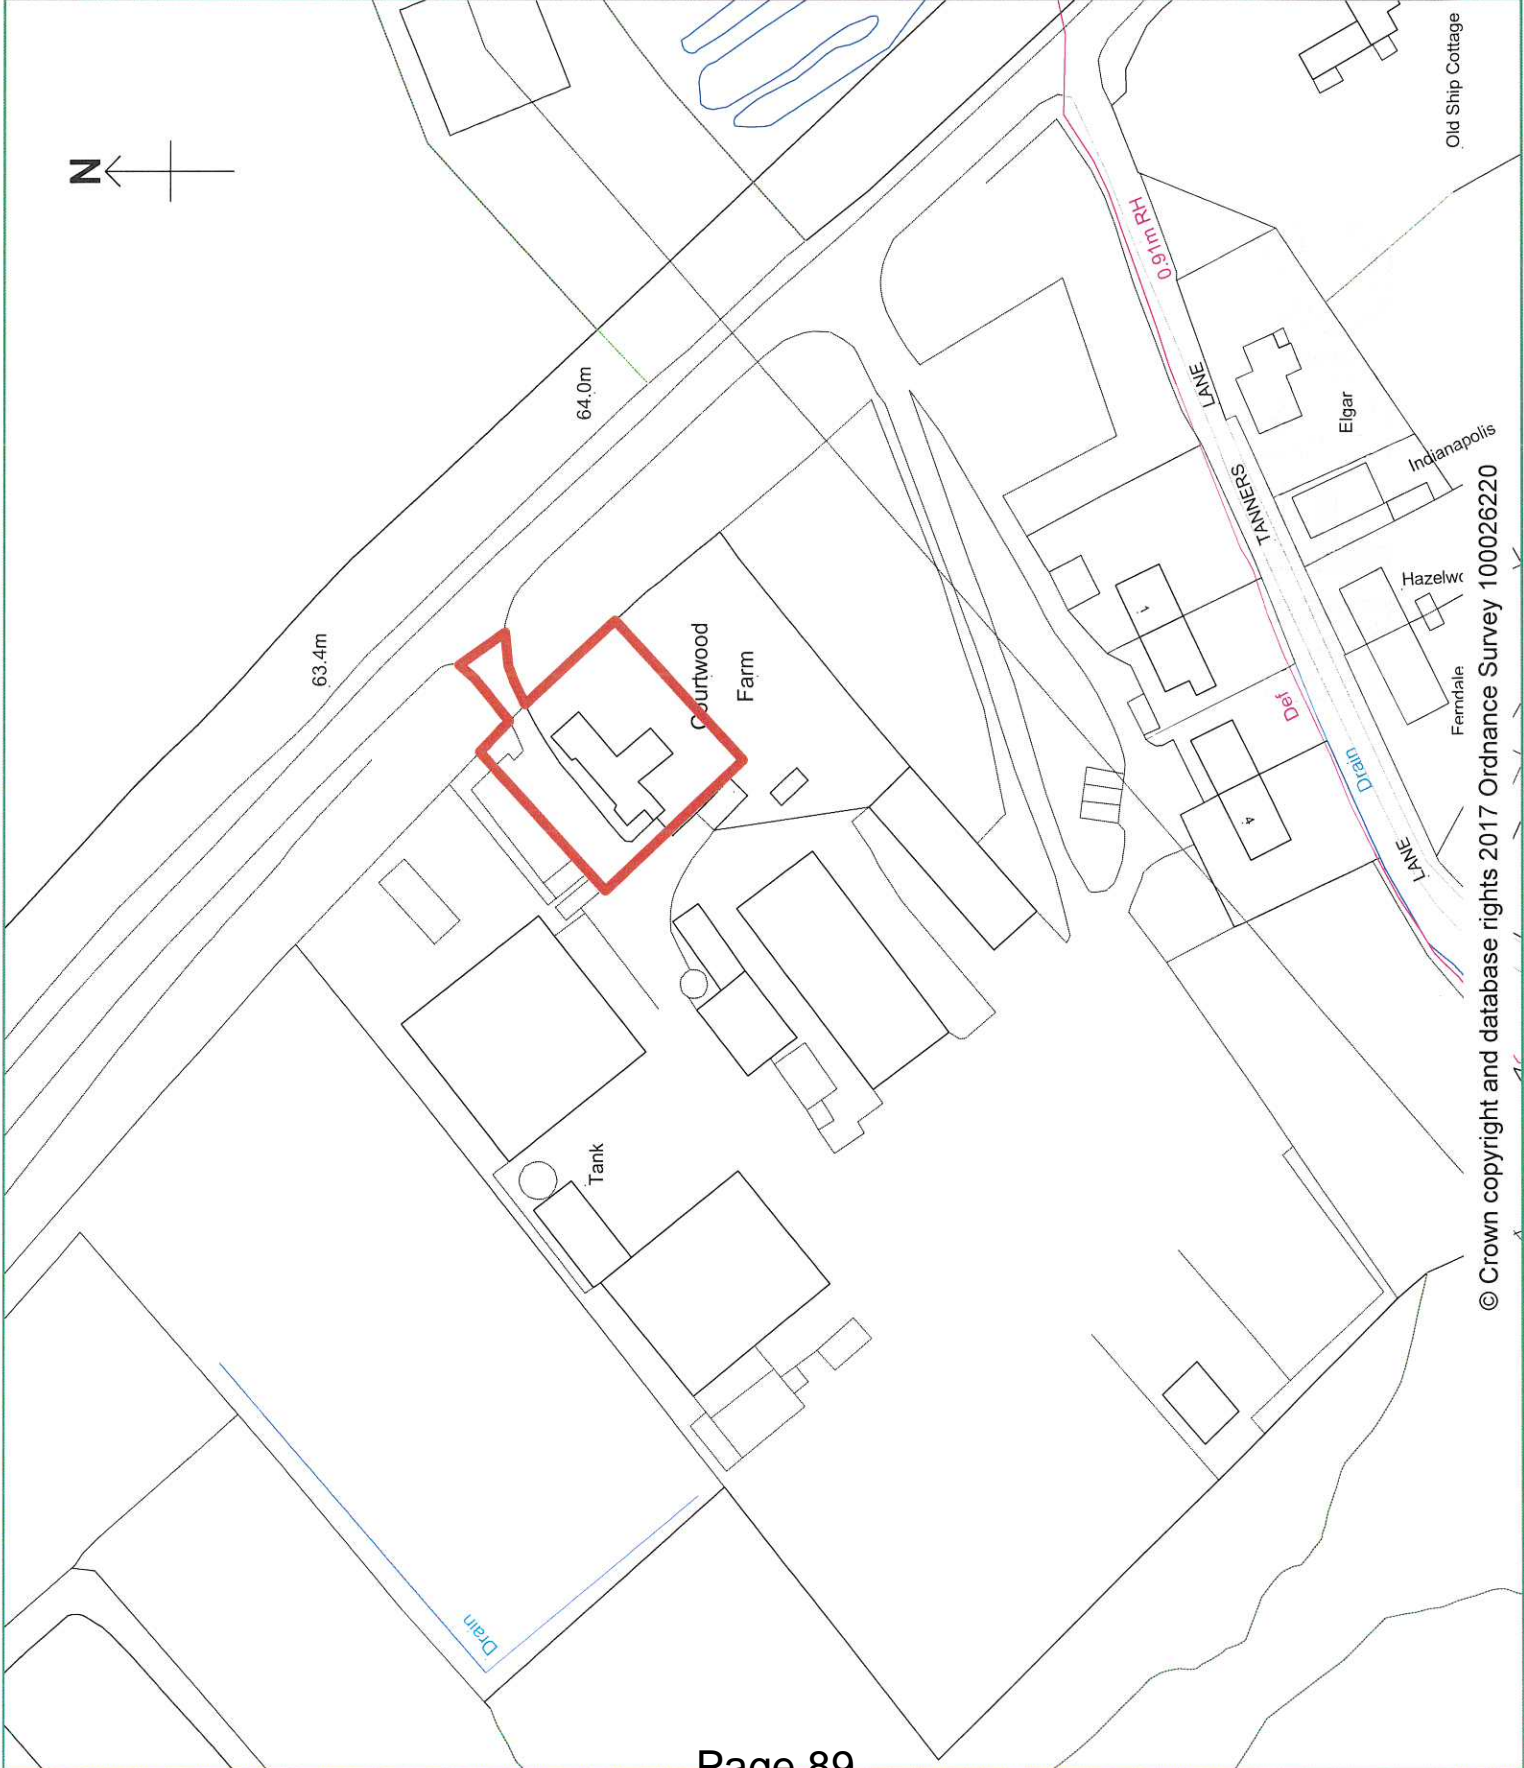 N
Old Ship Cottage
0.91m RH
64.0m
LANE
Elgar
Indianapolis
TANNERS
63.4m
Courtwood
Farm
1
Def
Ferndale
Drain
4
LANE
© Crown copyright and database rights 2017 Ordnance Survey 100026220
Tank
Drain
Page 89